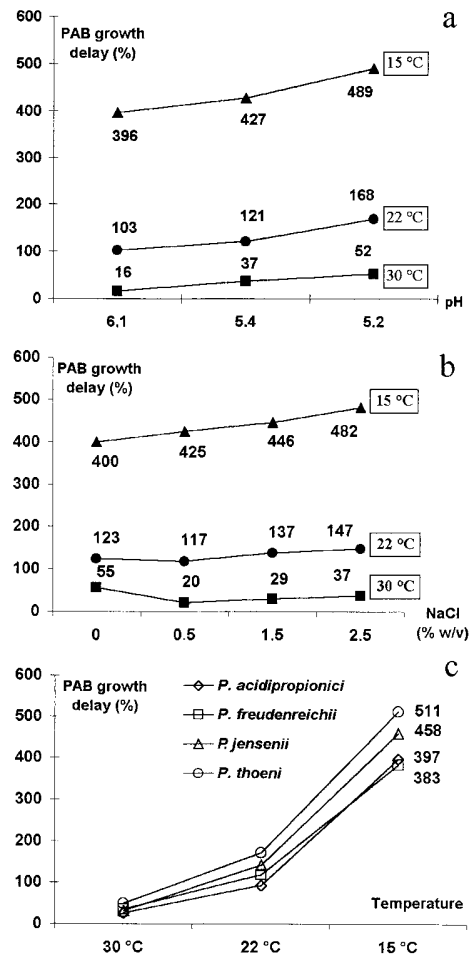 a
PAB growth
delay (%)
600
500
400
300
200
100
0
15 °C
396
427
489
22 °C
103
121
168
30 °C
16
37
52
6.1
5.4
5.2
pH
b
PAB growth
delay (%)
600
500
400
300
200
100
0
15 °C
400
425
446
482
22 °C
123
117
137
147
30 °C
55
20
29
37
0
0.5
1.5
2.5
NaCl
(% w/v)
c
PAB growth
delay (%)
600
500
400
300
200
100
0
P. acidipropionici
P. freudenreichii
P. jensenii
P. thoeni
511
458
397
383
Temperature
30 °C
22 °C
15 °C